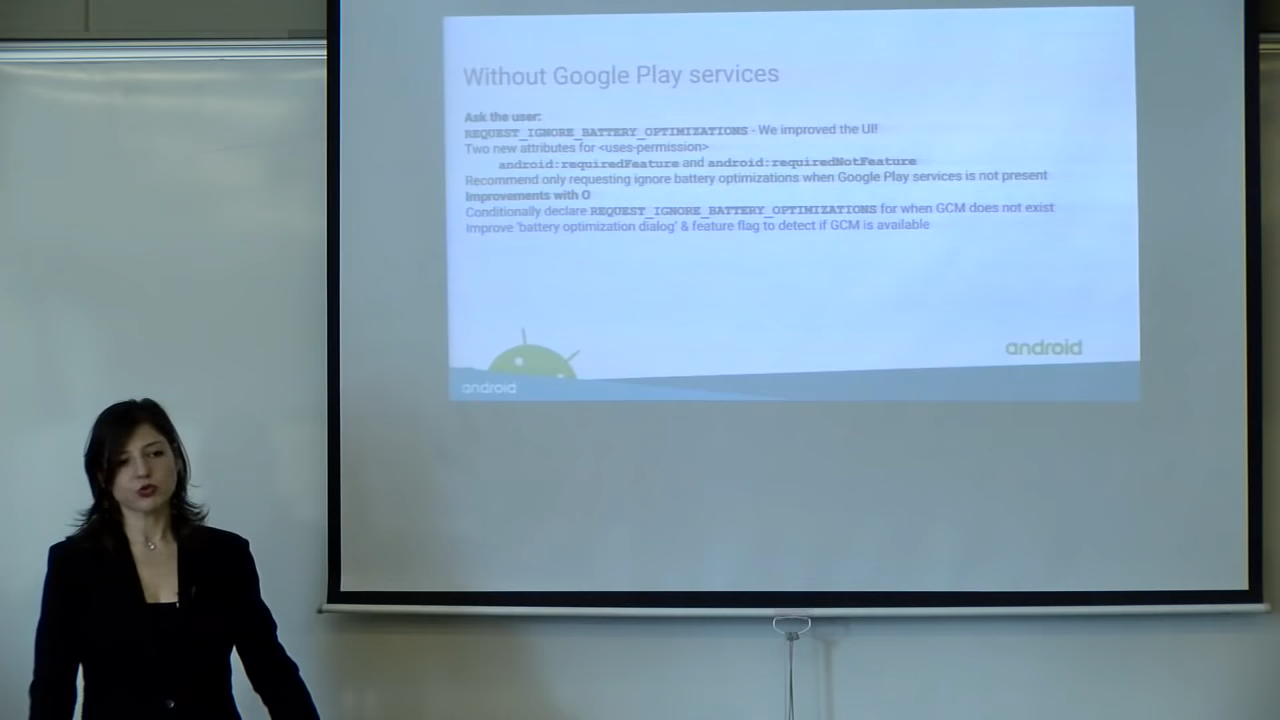 Without Google Play services
Ask the user:
REQUEST_IGNORE_BATTERY_OPTIMIZATIONS - We improved the UI!
Two new attributes for <uses-permission>
android:requiredFeature and android:requiredNotFeature
Recommend only requesting ignore battery optimizations when Google Play services is not present
Improvements with O
Conditionally declare REQUEST_IGNORE_BATTERY_OPTIMIZATIONS for when GCM does not exist
Improve 'battery optimization dialog' & feature flag to detect if GCM is available
android
android